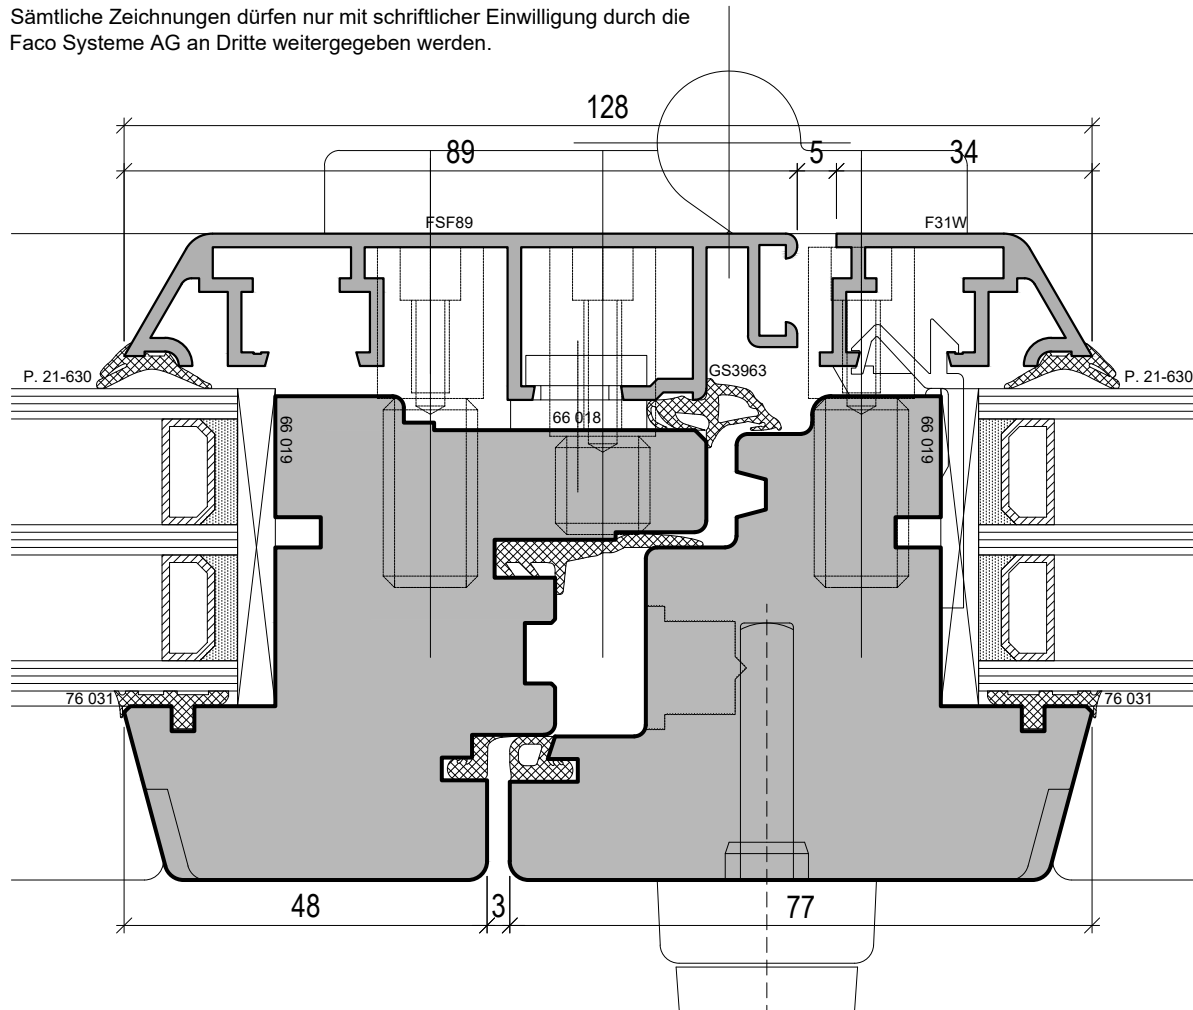 Sämtliche Zeichnungen dürfen nur mit schriftlicher Einwilligung durch die
Faco Systeme AG an Dritte weitergegeben werden.
128
89
5
34
FSF89
F31W
P. 21-630
GS3963
P. 21-630
66 019
66 018
66 019
76 031
76 031
48
3
77